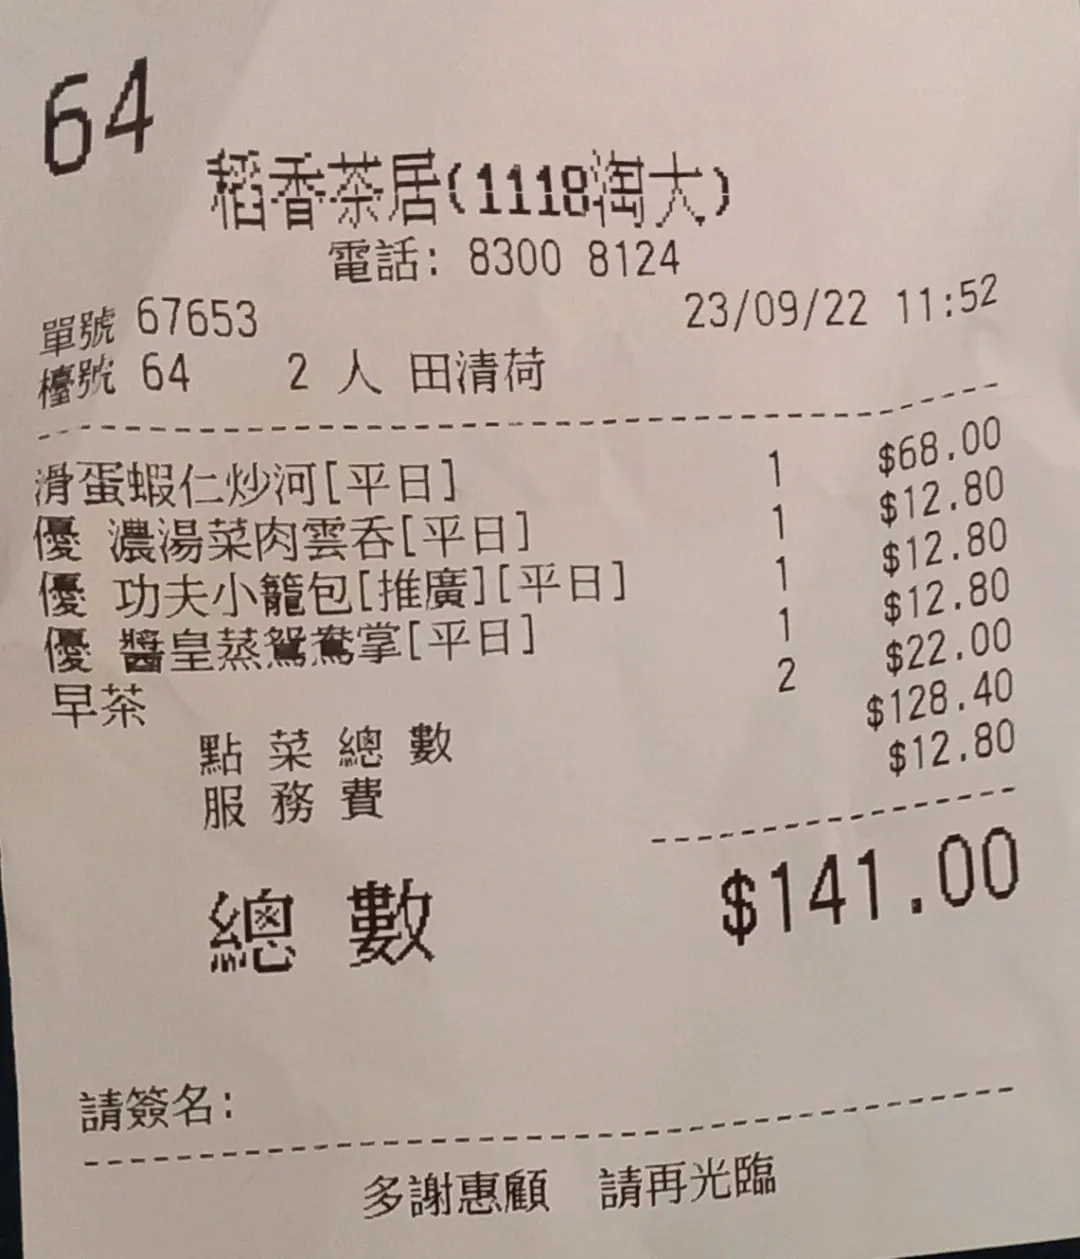 64
稻香茶居(1118淘大)
電話: 8300 8124
單號 67653 23/09/22 11:52
檯號 64 2 人 田清荷
滑蛋蝦仁炒河[平日] 1 $68.00
優 濃湯菜肉雲吞[平日] 1 $12.80
優 功夫小籠包[推廣][平日] 1 $12.80
優 醬皇蒸鴛鴦掌[平日] 1 $12.80
早茶 2 $22.00
點菜總數 $128.40
服務費 $12.80
總數 $141.00
請簽名:
多謝惠顧 請再光臨